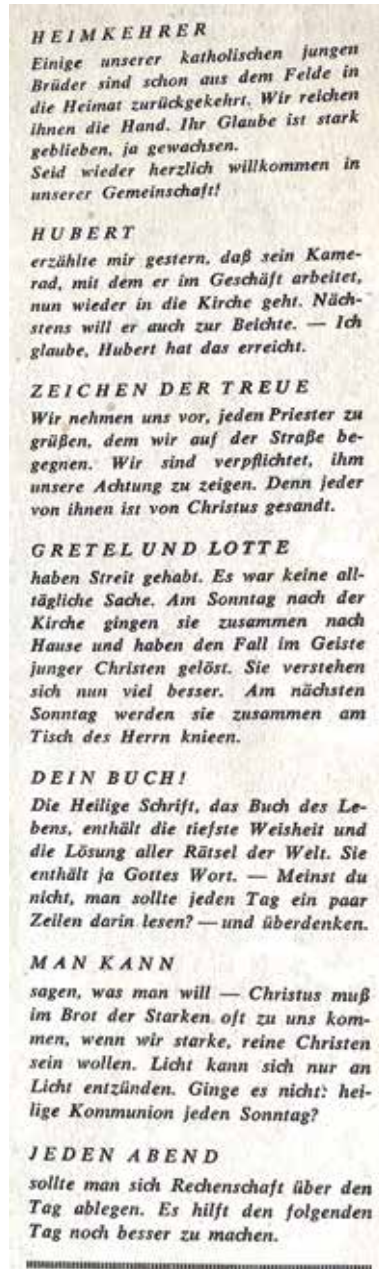 HEIMKEHRER
Einige unserer katholischen jungen
Brüder sind schon aus dem Felde in
die Heimat zurückgekehrt. Wir reichen
ihnen die Hand. Ihr Glaube ist stark
geblieben, ja gewachsen.
Seid wieder herzlich willkommen in
unserer Gemeinschaft!
HUBERT
erzählte mir gestern, daß sein Kame-
rad, mit dem er im Geschäft arbeitet,
nun wieder in die Kirche geht. Näch-
stens will er auch zur Beichte. — Ich
glaube, Hubert hat das erreicht.
ZEICHEN DER TREUE
Wir nehmen uns vor, jeden Priester zu
grüßen, dem wir auf der Straße be-
gegnen. Wir sind verpflichtet, ihm
unsere Achtung zu zeigen. Denn jeder
von ihnen ist von Christus gesandt.
GRETEL UND LOTTE
haben Streit gehabt. Es war keine all-
tägliche Sache. Am Sonntag nach der
Kirche gingen sie zusammen nach
Hause und haben den Fall im Geiste
junger Christen gelöst. Sie verstehen
sich nun viel besser. Am nächsten
Sonntag werden sie zusammen am
Tisch des Herrn knieen.
DEIN BUCH!
Die Heilige Schrift, das Buch des Le-
bens, enthält die tiefste Weisheit und
die Lösung aller Rätsel der Welt. Sie
enthält ja Gottes Wort. — Meinst du
nicht, man sollte jeden Tag ein paar
Zeilen darin lesen? — und überdenken.
MAN KANN
sagen, was man will — Christus muß
im Brot der Starken oft zu uns kom-
men, wenn wir starke, reine Christen
sein wollen. Licht kann sich nur an
Licht entzünden. Ginge es nicht: hei-
lige Kommunion jeden Sonntag?
JEDEN ABEND
sollte man sich Rechenschaft über den
Tag ablegen. Es hilft den folgenden
Tag noch besser zu machen.